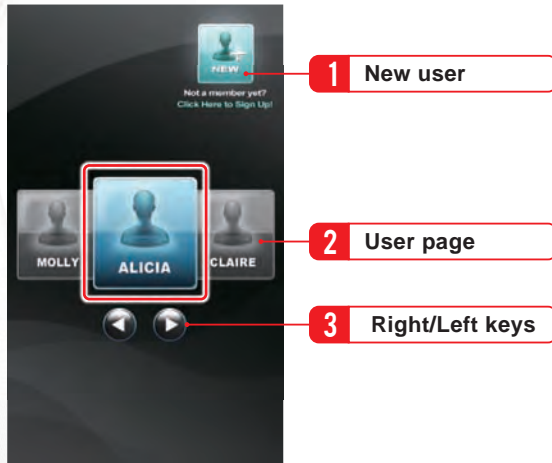 NEW
Not a member yet?
Click Here to Sign Up!
1 New user
MOLLY
ALICIA
CLAIRE
2 User page
3 Right/Left keys